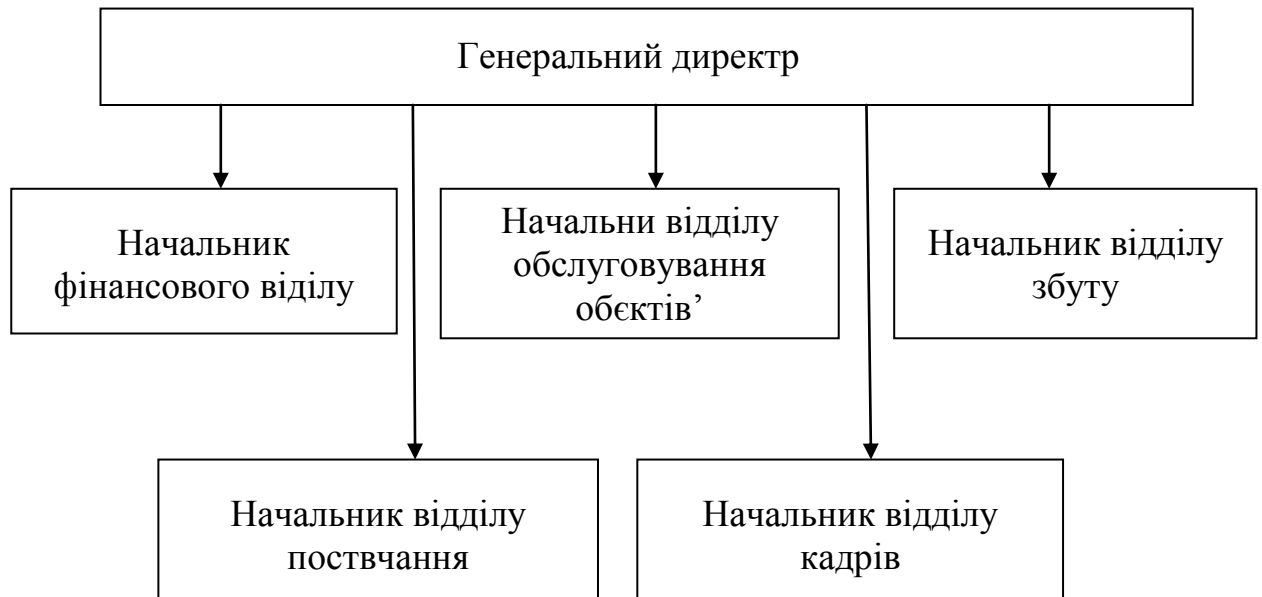 Генеральний директр
Начальник
фінансового віділу
Начальни відділу
обслуговування
обєктів’
Начальник відділу
збуту
Начальник відділу
поствчання
Начальник відділу
кадрів